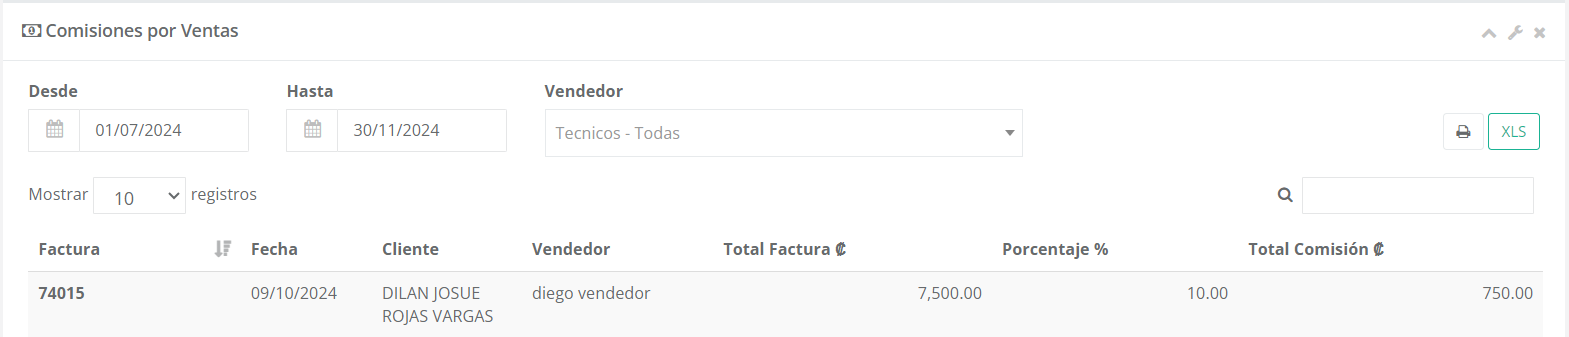 Comisiones por Ventas
Desde Hasta Vendedor
01/07/2024 30/11/2024 Tecnicos - Todas XLS
Mostrar 10 registros
Factura Fecha Cliente Vendedor Total Factura ₡ Porcentaje % Total Comisión ₡
74015 09/10/2024 DILAN JOSUE diego vendedor 7,500.00 10.00 750.00
ROJAS VARGAS